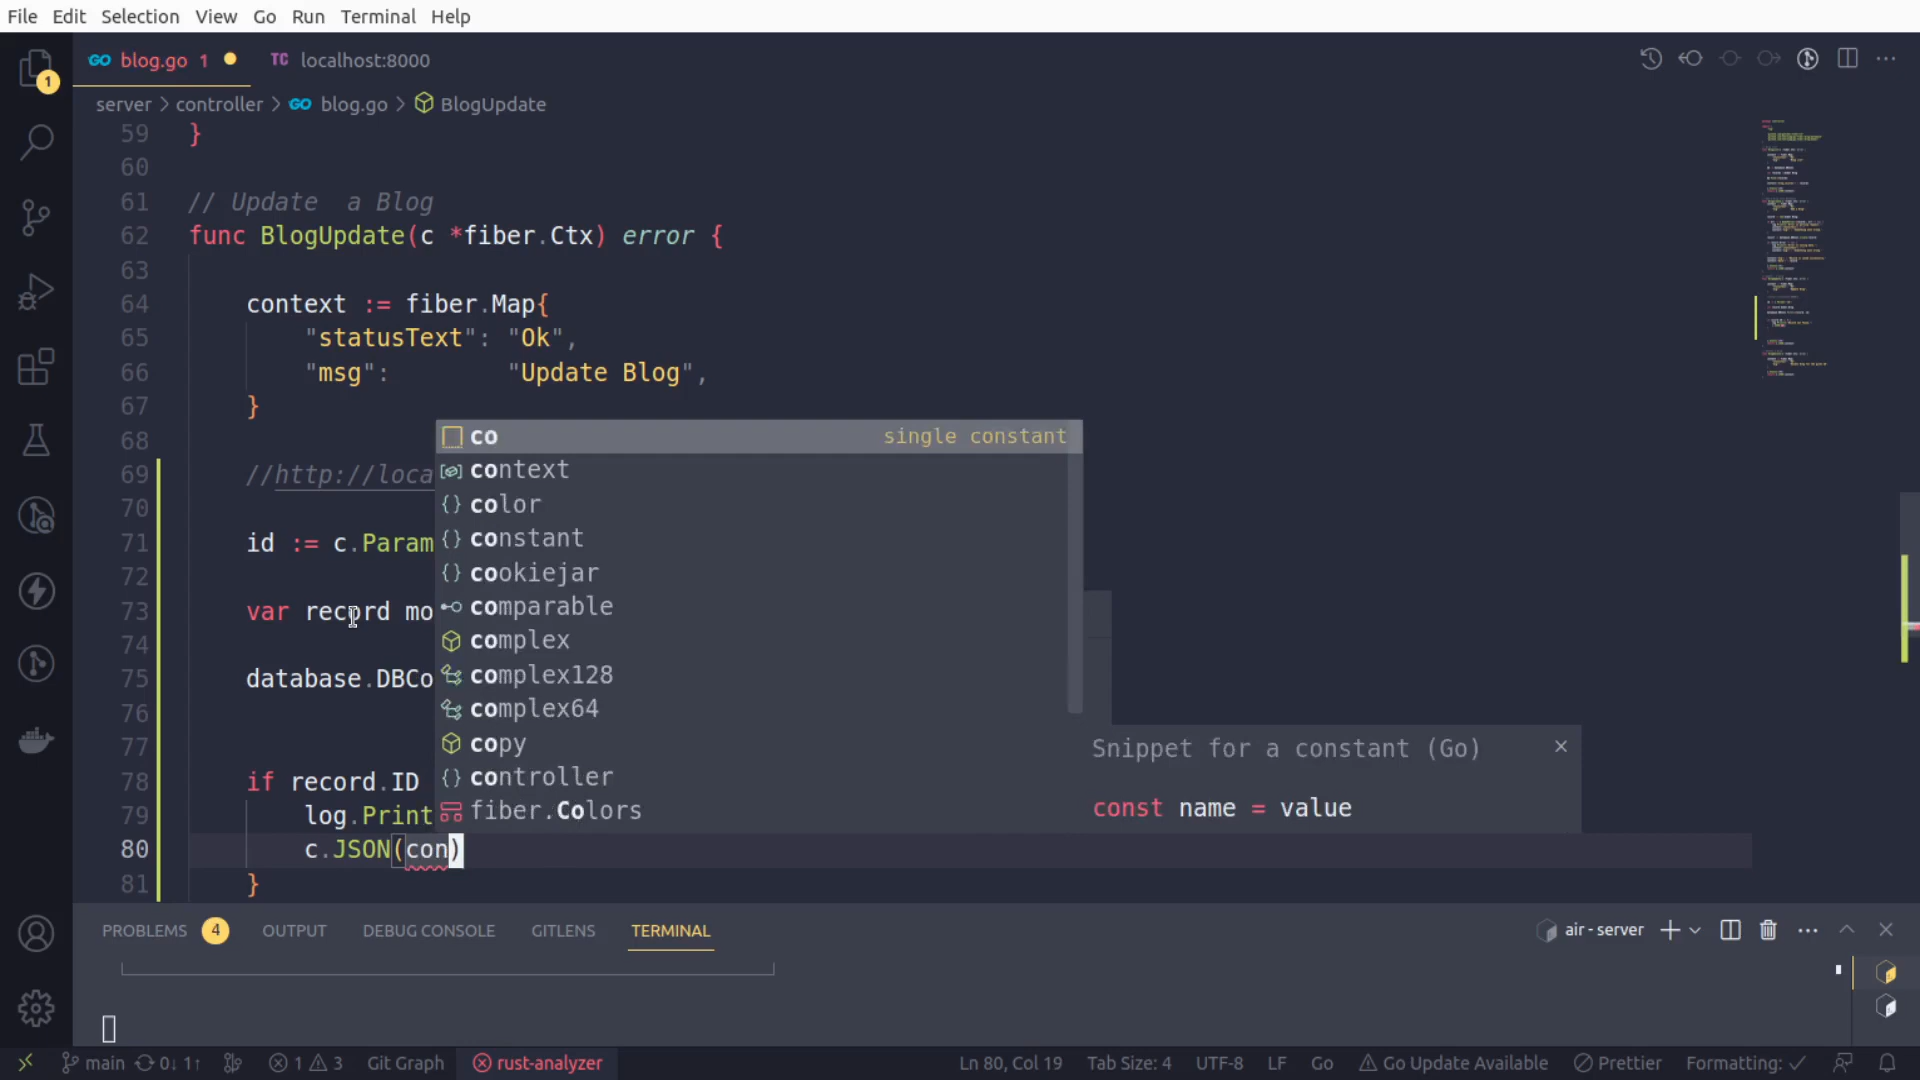 File Edit Selection View Go Run Terminal Help
GO blog.go 1 TC localhost:8000
server > controller > GO blog.go > BlogUpdate
59 }
60
61 // Update  a Blog
62 func BlogUpdate(c *fiber.Ctx) error {
63
64 context := fiber.Map{
65 "statusText": "Ok",
66 "msg":        "Update Blog",
67 }
68
69 //http://loca
70
71 id := c.Param
72
73 var record mo
74
75 database.DBCo
76
77
78 if record.ID
79 log.Print
80 c.JSON(con)
81 }
co single constant
context
color
constant
cookiejar
comparable
complex
complex128
complex64
copy
controller
fiber.Colors
Snippet for a constant (Go)
const name = value
PROBLEMS 4 OUTPUT DEBUG CONSOLE GITLENS TERMINAL
air - server
main 0↓ 1↑ 1 3 Git Graph rust-analyzer Ln 80, Col 19 Tab Size: 4 UTF-8 LF Go Go Update Available Prettier Formatting: ✓
1